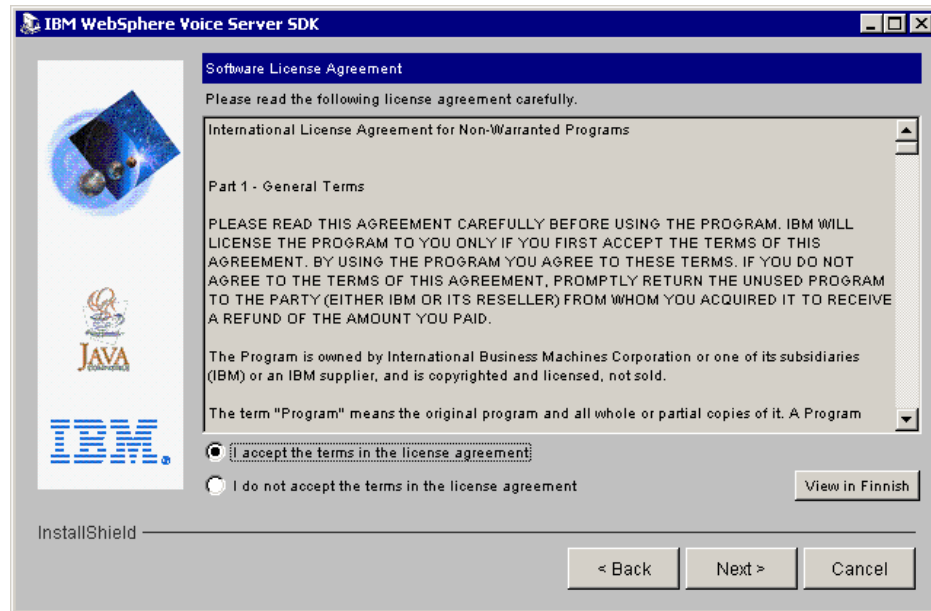 IBM WebSphere Voice Server SDK
Software License Agreement
Please read the following license agreement carefully.
International License Agreement for Non-Warranted Programs
Part 1 - General Terms
PLEASE READ THIS AGREEMENT CAREFULLY BEFORE USING THE PROGRAM. IBM WILL
LICENSE THE PROGRAM TO YOU ONLY IF YOU FIRST ACCEPT THE TERMS OF THIS
AGREEMENT. BY USING THE PROGRAM YOU AGREE TO THESE TERMS. IF YOU DO NOT
AGREE TO THE TERMS OF THIS AGREEMENT, PROMPTLY RETURN THE UNUSED PROGRAM
TO THE PARTY (EITHER IBM OR ITS RESELLER) FROM WHOM YOU ACQUIRED IT TO RECEIVE
A REFUND OF THE AMOUNT YOU PAID.
The Program is owned by International Business Machines Corporation or one of its subsidiaries
(IBM) or an IBM supplier, and is copyrighted and licensed, not sold.
The term "Program" means the original program and all whole or partial copies of it. A Program
JAVA
COMPATIBLE
IBM.
I accept the terms in the license agreement
I do not accept the terms in the license agreement
View in Finnish
InstallShield
< Back
Next >
Cancel